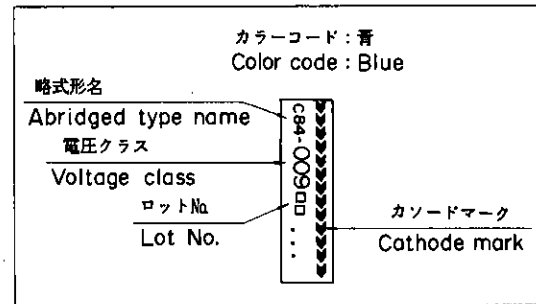 カラーコード : 青
Color code : Blue
略式形名
Abridged type name
電圧クラス
Voltage class
ロットNo.
Lot No.
C84-009□□...
カソードマーク
Cathode mark